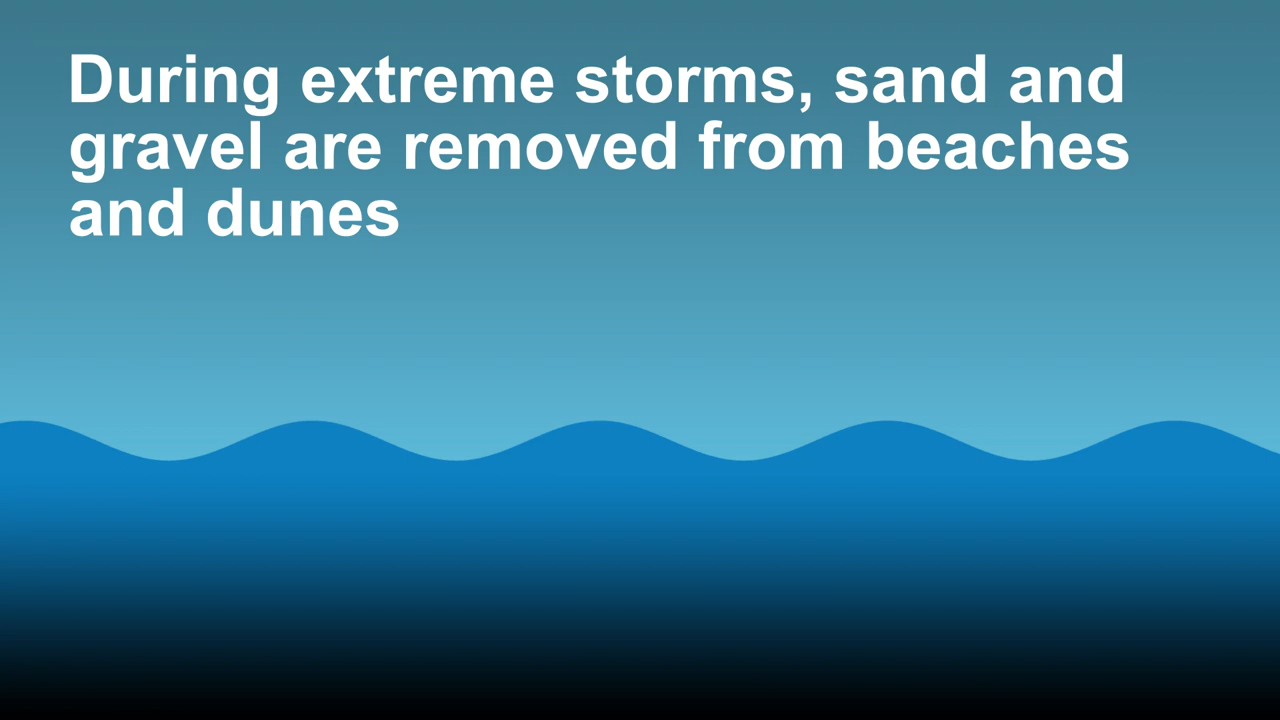 During extreme storms, sand and
gravel are removed from beaches
and dunes